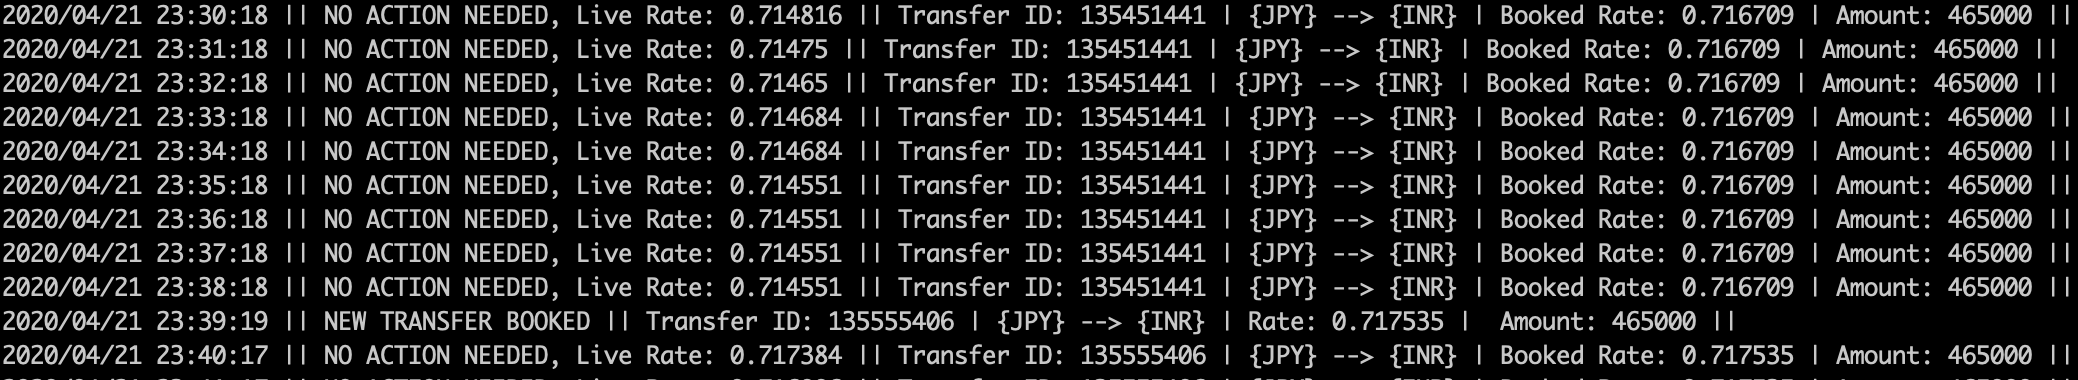 2020/04/21 23:30:18 || NO ACTION NEEDED, Live Rate: 0.714816 || Transfer ID: 135451441 | {JPY} --> {INR} | Booked Rate: 0.716709 | Amount: 465000 ||
2020/04/21 23:31:18 || NO ACTION NEEDED, Live Rate: 0.71475 || Transfer ID: 135451441 | {JPY} --> {INR} | Booked Rate: 0.716709 | Amount: 465000 ||
2020/04/21 23:32:18 || NO ACTION NEEDED, Live Rate: 0.71465 || Transfer ID: 135451441 | {JPY} --> {INR} | Booked Rate: 0.716709 | Amount: 465000 ||
2020/04/21 23:33:18 || NO ACTION NEEDED, Live Rate: 0.714684 || Transfer ID: 135451441 | {JPY} --> {INR} | Booked Rate: 0.716709 | Amount: 465000 ||
2020/04/21 23:34:18 || NO ACTION NEEDED, Live Rate: 0.714684 || Transfer ID: 135451441 | {JPY} --> {INR} | Booked Rate: 0.716709 | Amount: 465000 ||
2020/04/21 23:35:18 || NO ACTION NEEDED, Live Rate: 0.714551 || Transfer ID: 135451441 | {JPY} --> {INR} | Booked Rate: 0.716709 | Amount: 465000 ||
2020/04/21 23:36:18 || NO ACTION NEEDED, Live Rate: 0.714551 || Transfer ID: 135451441 | {JPY} --> {INR} | Booked Rate: 0.716709 | Amount: 465000 ||
2020/04/21 23:37:18 || NO ACTION NEEDED, Live Rate: 0.714551 || Transfer ID: 135451441 | {JPY} --> {INR} | Booked Rate: 0.716709 | Amount: 465000 ||
2020/04/21 23:38:18 || NO ACTION NEEDED, Live Rate: 0.714551 || Transfer ID: 135451441 | {JPY} --> {INR} | Booked Rate: 0.716709 | Amount: 465000 ||
2020/04/21 23:39:19 || NEW TRANSFER BOOKED || Transfer ID: 135555406 | {JPY} --> {INR} | Rate: 0.717535 |  Amount: 465000 ||
2020/04/21 23:40:17 || NO ACTION NEEDED, Live Rate: 0.717384 || Transfer ID: 135555406 | {JPY} --> {INR} | Booked Rate: 0.717535 | Amount: 465000 ||